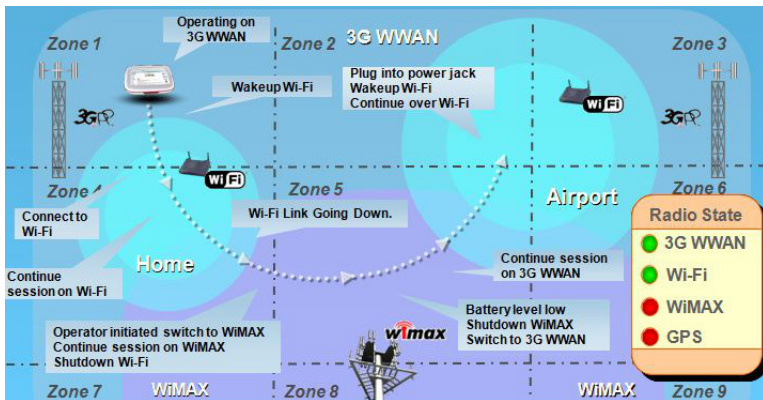 Operating on
3G WWAN
Zone 1
Zone 2
3G WWAN
Zone 3
Wakeup Wi-Fi
Plug into power jack
Wakeup Wi-Fi
Continue over Wi-Fi
Wi Fi
3GPP
3GPP
Wi Fi
Zone 4
Zone 5
Zone 6
Connect to
Wi-Fi
Wi-Fi Link Going Down.
Airport
Home
Continue
session on Wi-Fi
Continue session
on 3G WWAN
Radio State
3G WWAN
Wi-Fi
WiMAX
GPS
Operator initiated switch to WiMAX
Continue session on WiMAX
Shutdown Wi-Fi
wimax
Battery level low
Shutdown WiMAX
Switch to 3G WWAN
Zone 7
WiMAX
Zone 8
WiMAX
Zone 9